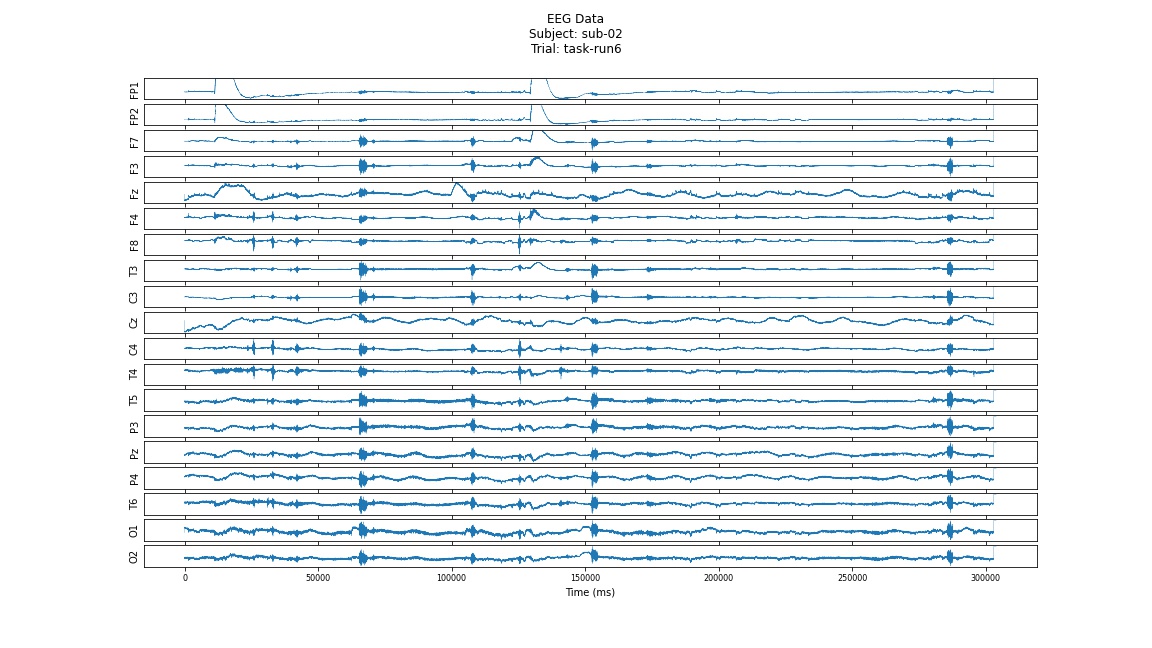 EEG Data
Subject: sub-02
Trial: task-run6
FP1
FP2
F7
F3
Fz
F4
F8
T3
C3
Cz
C4
T4
T5
P3
Pz
P4
T6
O1
O2
0 50000 100000 150000 200000 250000 300000
Time (ms)